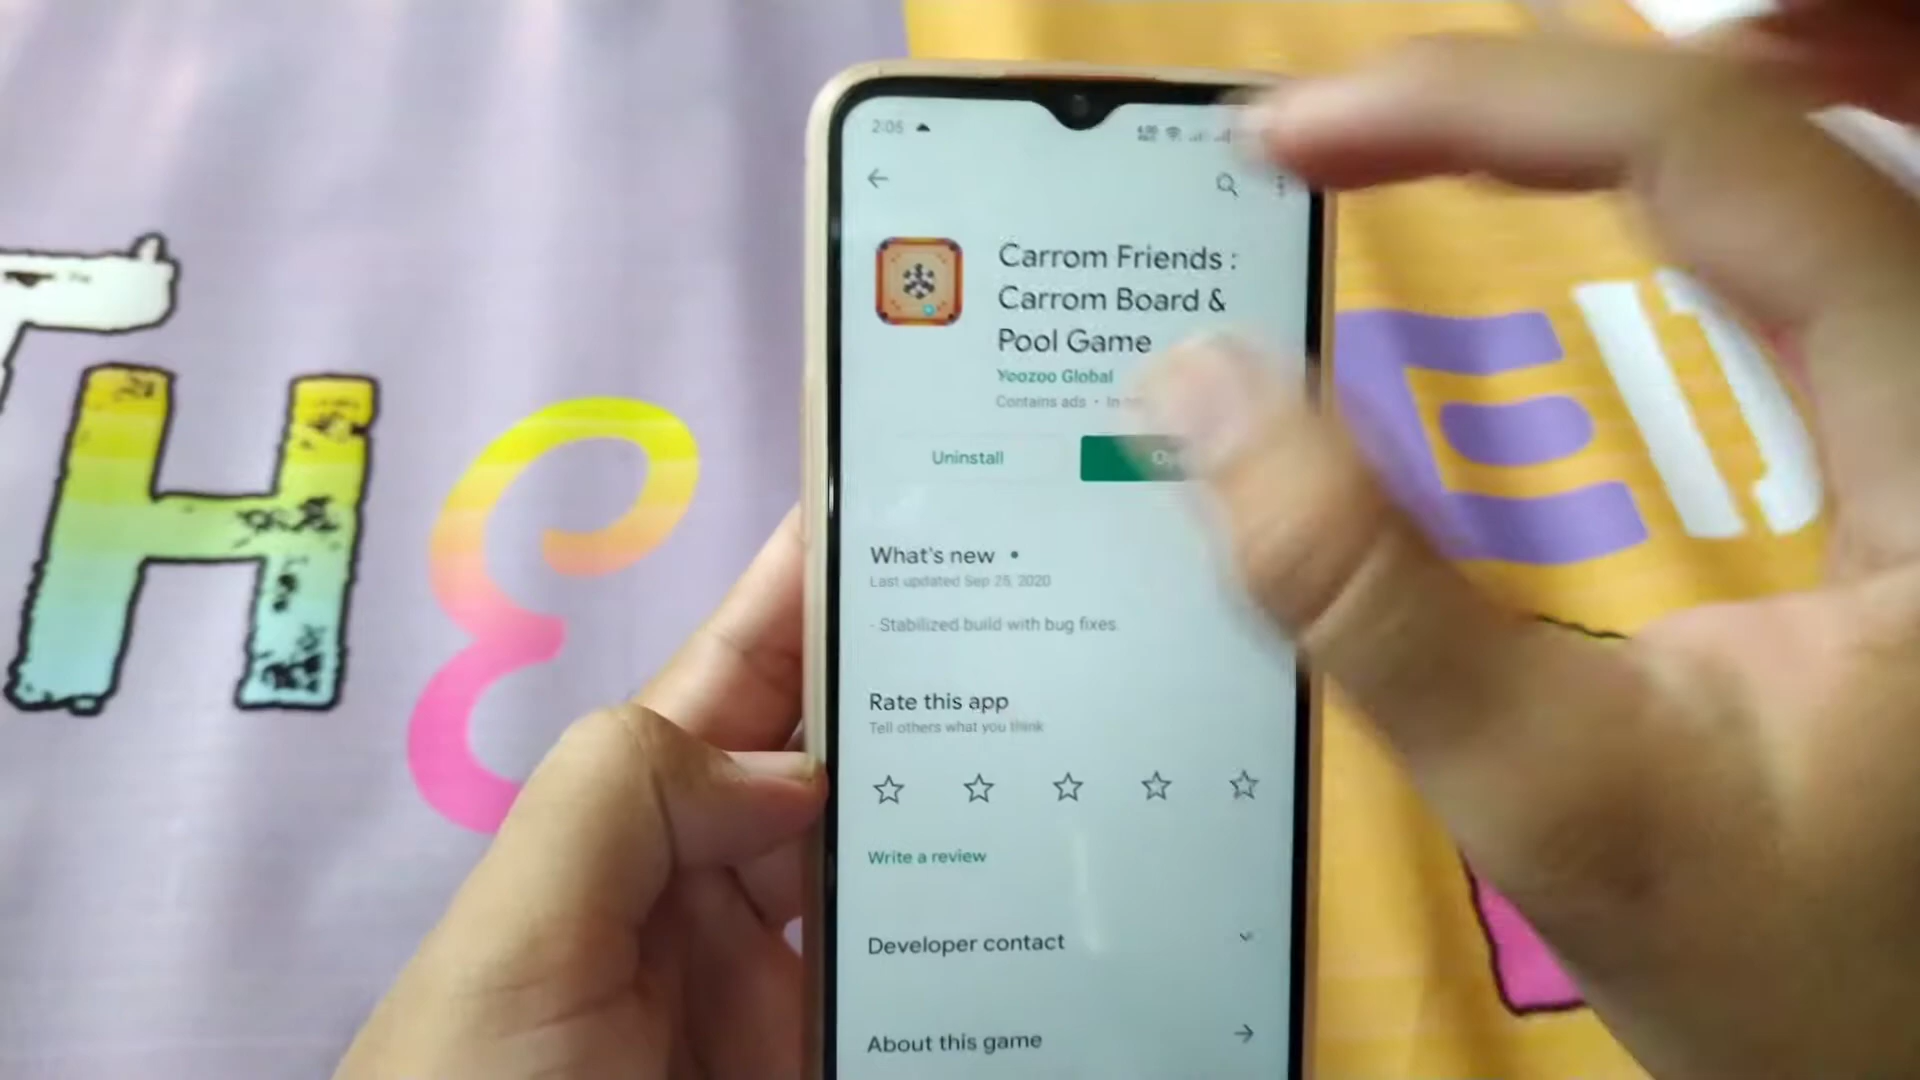 2:05
Carrom Friends :
Carrom Board &
Pool Game
Yoozoo Global
Contains ads •
Uninstall
What's new •
Last updated Sep 25, 2020
- Stabilized build with bug fixes.
Rate this app
Tell others what you think
Write a review
Developer contact
About this game
H